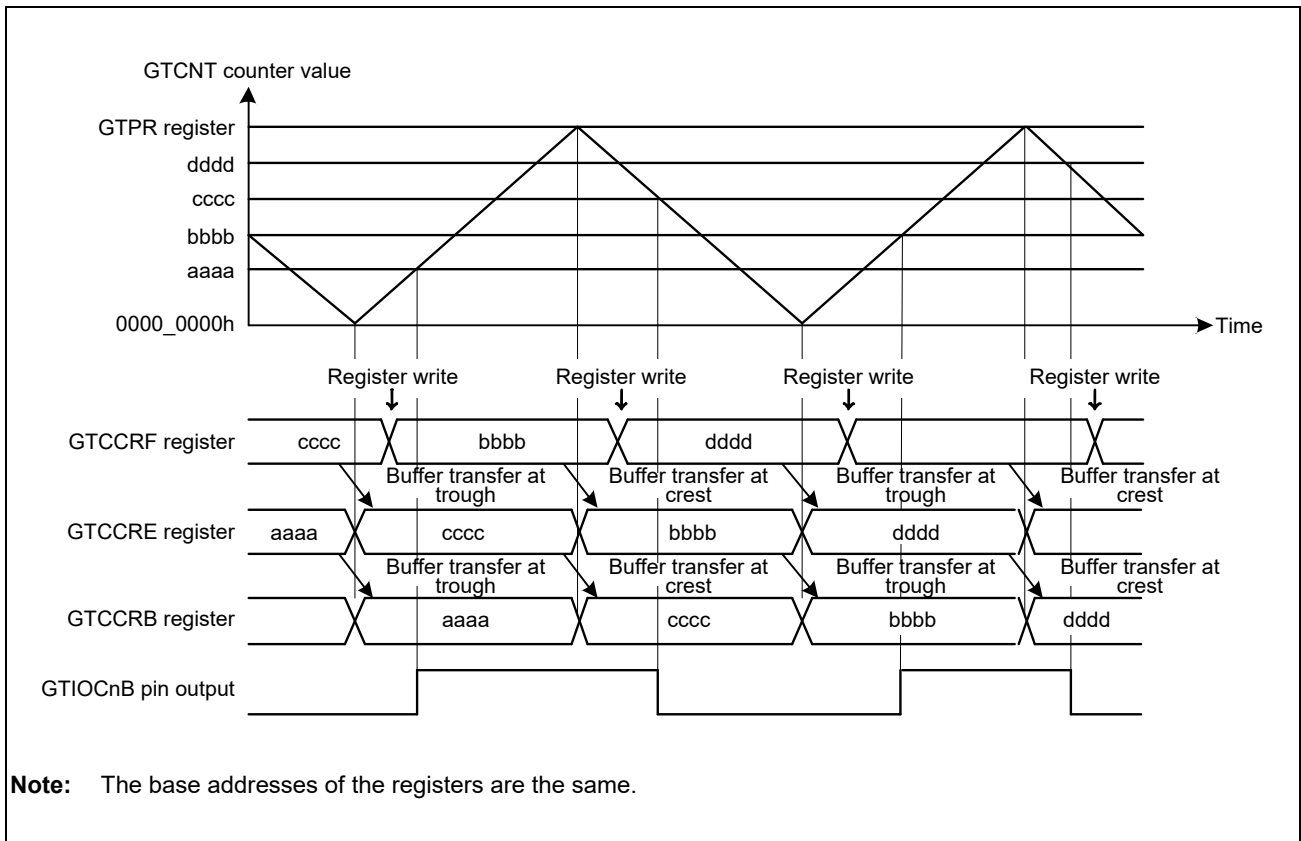 GTCNT counter value
GTPR register
dddd
cccc
bbbb
aaaa
0000_0000h
Time
Register write Register write Register write Register write
GTCCRF register cccc bbbb dddd
Buffer transfer at trough
Buffer transfer at crest
Buffer transfer at trough
Buffer transfer at crest
GTCCRE register aaaa cccc bbbb dddd
Buffer transfer at trough
Buffer transfer at crest
Buffer transfer at trough
Buffer transfer at crest
GTCCRB register aaaa cccc bbbb dddd
GTIOCnB pin output
Note: The base addresses of the registers are the same.